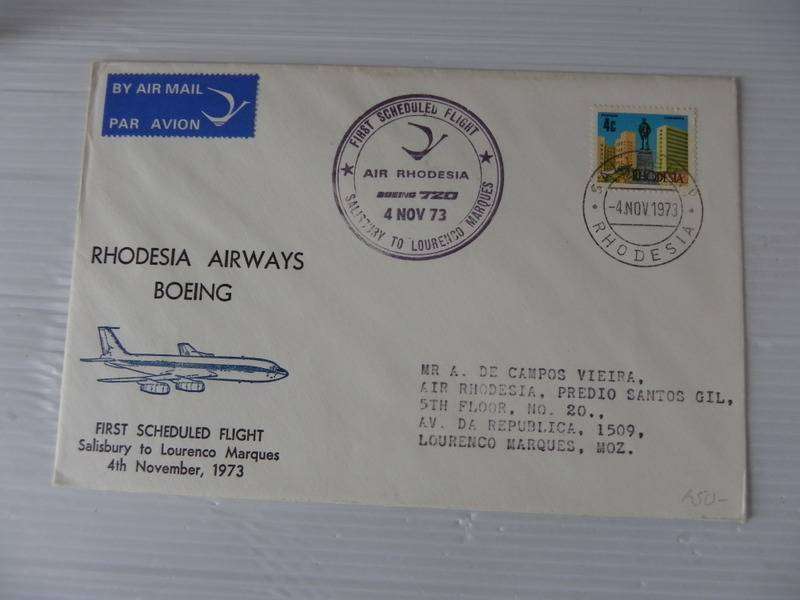 BY AIR MAIL
PAR AVION
FIRST SCHEDULED FLIGHT
AIR RHODESIA
BOEING 720
4 NOV 73
SALISBURY TO LOURENCO MARQUES
4c
RHODESIA
-4.NOV 1973
RHODESIA
RHODESIA AIRWAYS
BOEING
FIRST SCHEDULED FLIGHT
Salisbury to Lourenco Marques
4th November, 1973
MR A. DE CAMPOS VIEIRA,
AIR RHODESIA, PREDIO SANTOS GIL,
5TH FLOOR, NO. 20.,
AV. DA REPUBLICA, 1509,
LOURENCO MARQUES, MOZ.